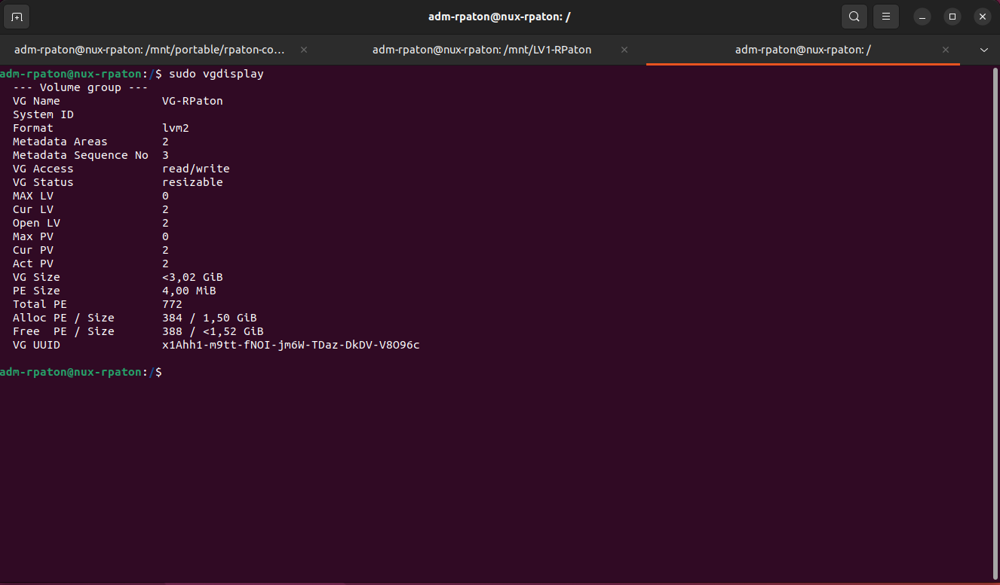 adm-rpaton@nux-rpaton: /
adm-rpaton@nux-rpaton: /mnt/portable/rpaton-co...
adm-rpaton@nux-rpaton: /mnt/LV1-RPaton
adm-rpaton@nux-rpaton: /
adm-rpaton@nux-rpaton:/$ sudo vgdisplay
  --- Volume group ---
  VG Name               VG-RPaton
  System ID
  Format                lvm2
  Metadata Areas        2
  Metadata Sequence No  3
  VG Access             read/write
  VG Status             resizable
  MAX LV                0
  Cur LV                2
  Open LV               2
  Max PV                0
  Cur PV                2
  Act PV                2
  VG Size               <3,02 GiB
  PE Size               4,00 MiB
  Total PE              772
  Alloc PE / Size       384 / 1,50 GiB
  Free  PE / Size       388 / <1,52 GiB
  VG UUID               x1Ahh1-m9tt-fNOI-jm6W-TDaz-DkDV-V8O96c
adm-rpaton@nux-rpaton:/$